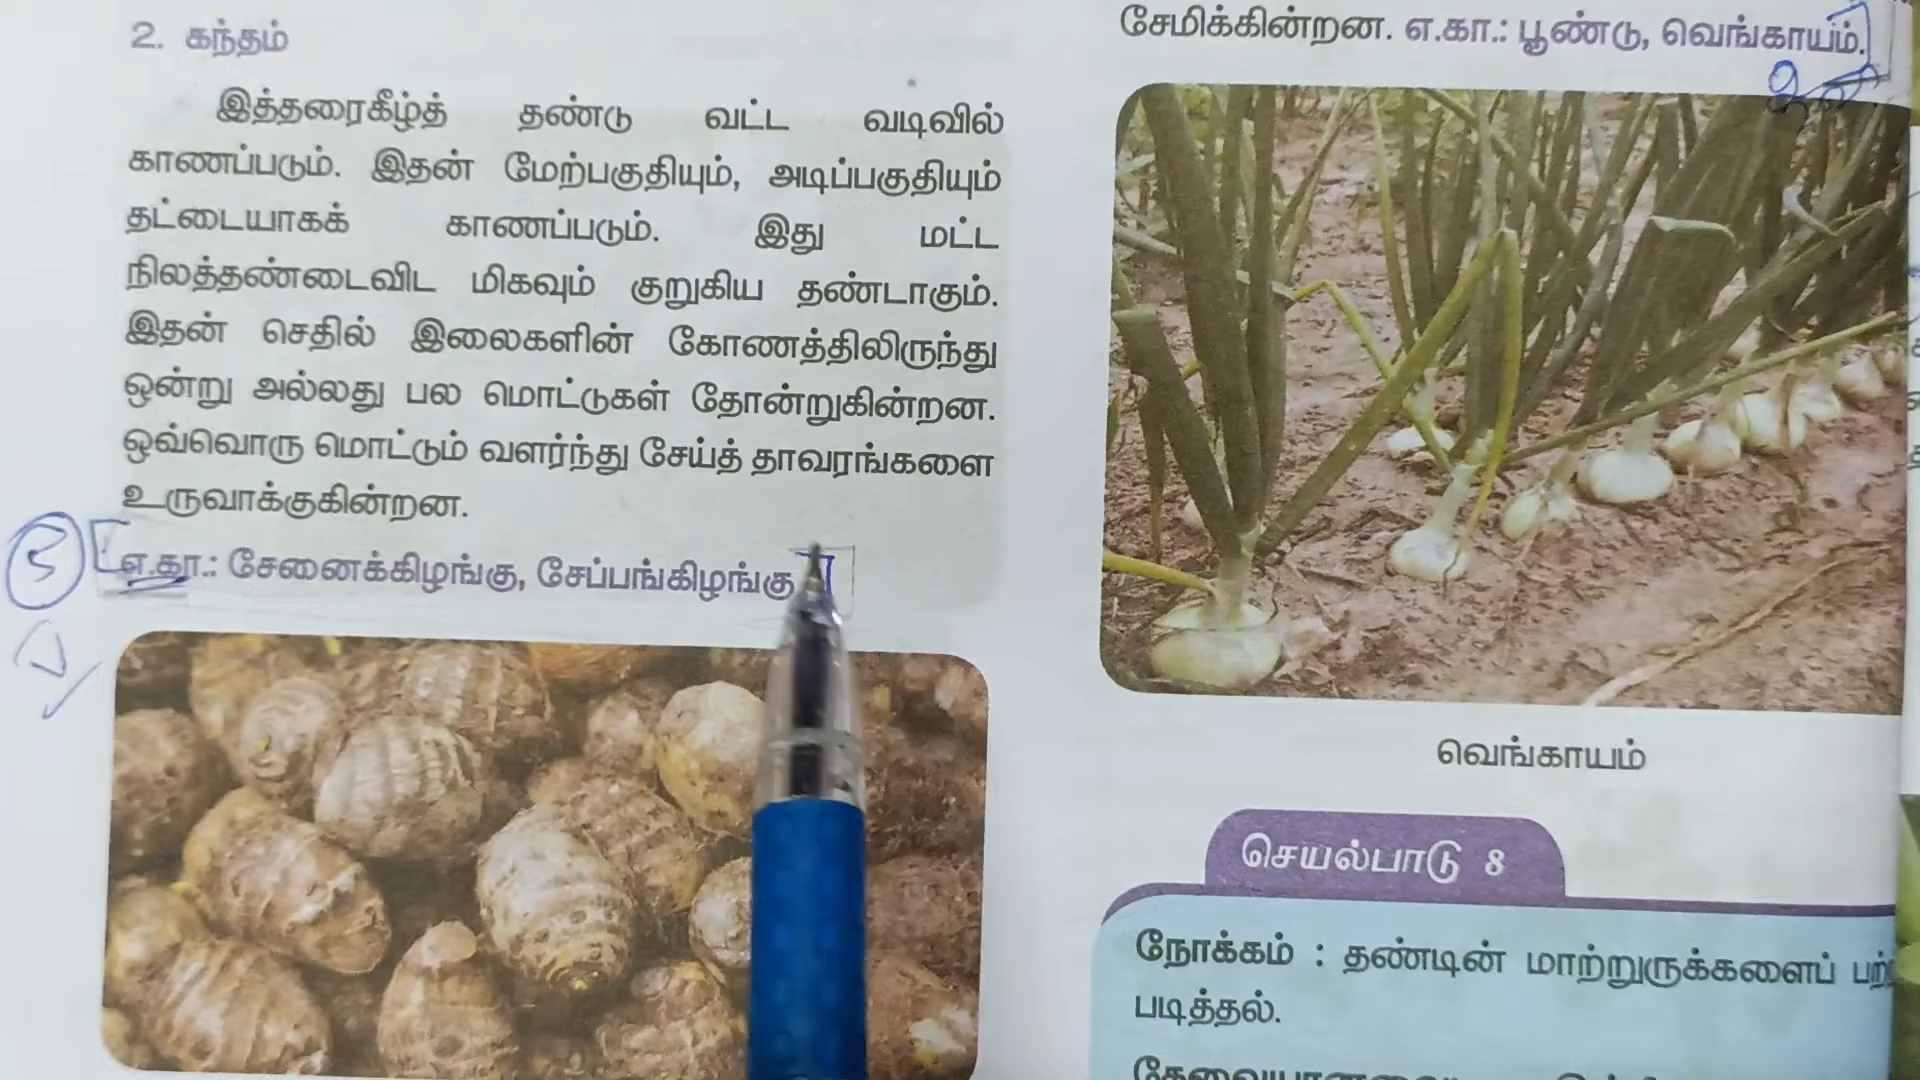 2. கந்தம்
இத்தரைகீழ்த் தண்டு வட்ட வடிவில்
காணப்படும். இதன் மேற்பகுதியும், அடிப்பகுதியும்
தட்டையாகக் காணப்படும். இது மட்ட
நிலத்தண்டைவிட மிகவும் குறுகிய தண்டாகும்.
இதன் செதில் இலைகளின் கோணத்திலிருந்து
ஒன்று அல்லது பல மொட்டுகள் தோன்றுகின்றன.
ஒவ்வொரு மொட்டும் வளர்ந்து சேய்த் தாவரங்களை
உருவாக்குகின்றன.
எ.கா.: சேனைக்கிழங்கு, சேப்பங்கிழங்கு
5
சேமிக்கின்றன. எ.கா.: பூண்டு, வெங்காயம்.
வெங்காயம்
செயல்பாடு 8
நோக்கம் : தண்டின் மாற்றுருக்களைப்
படித்தல்.